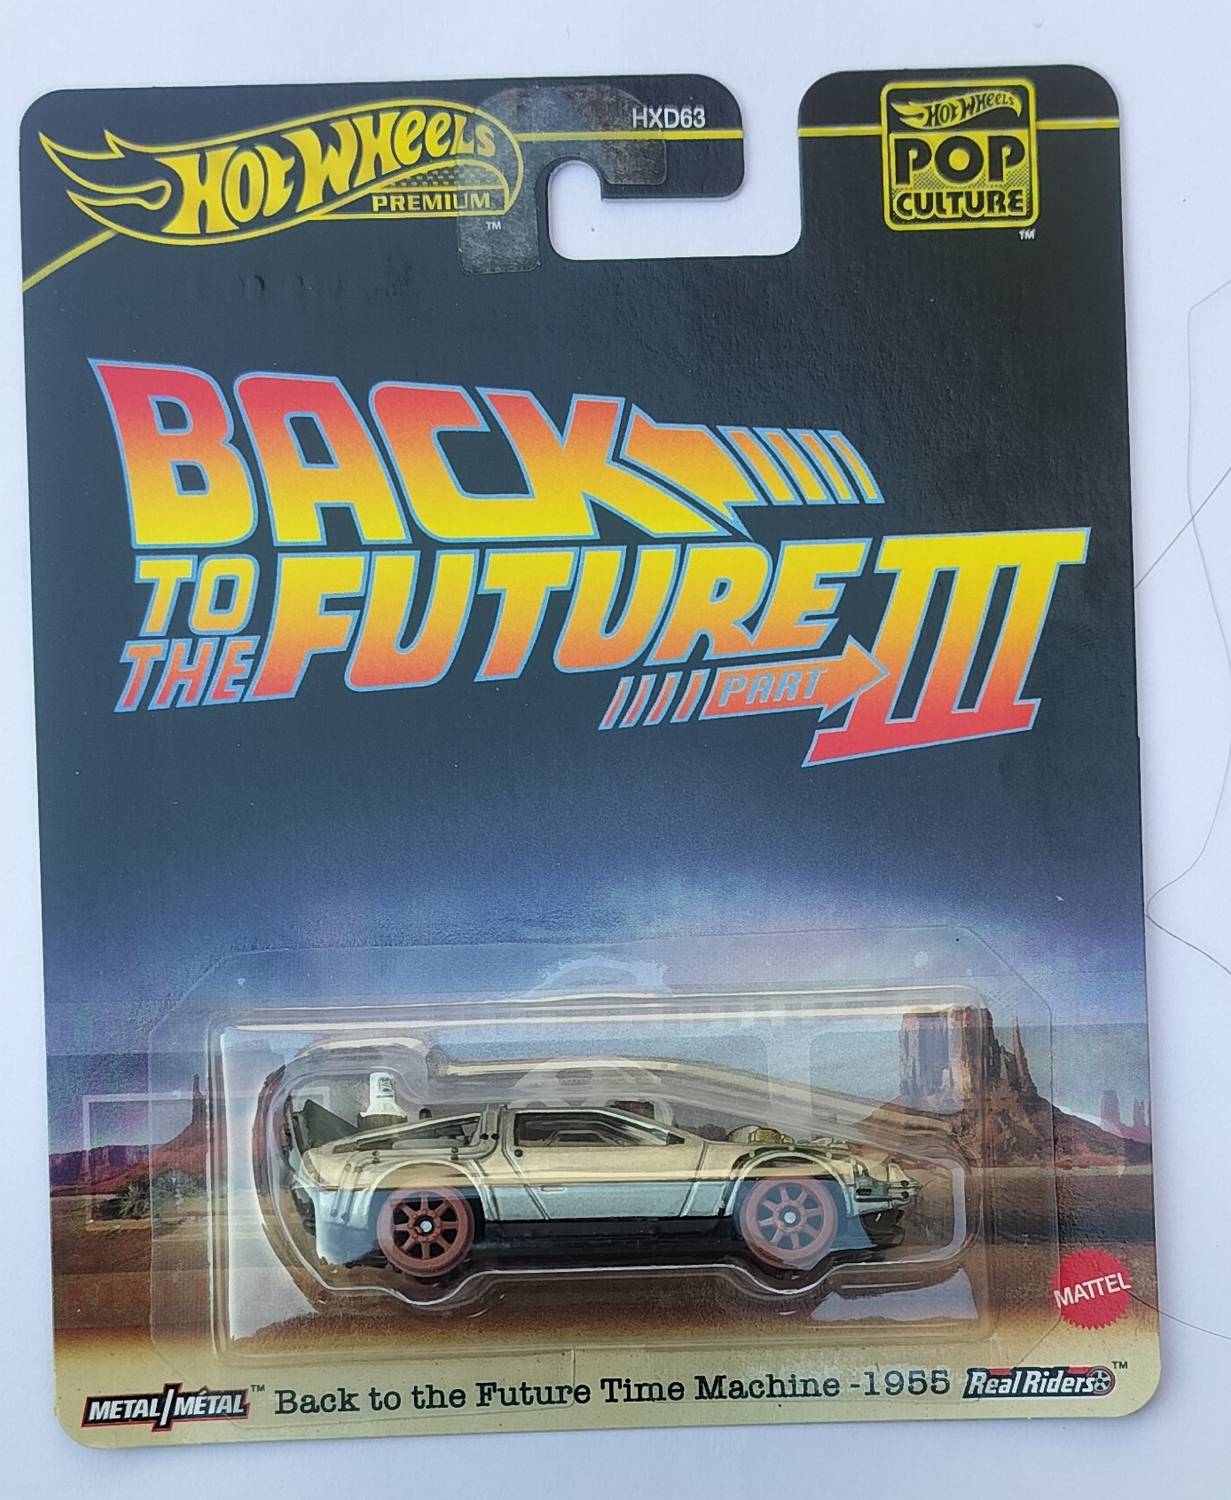 HOT WHEELS
PREMIUM
™
HXD63
HOT WHEELS
POP
CULTURE
™
BACK
TO
THE FUTURE
PART III
MATTEL
METAL/MÉTAL™
Back to the Future Time Machine -1955
Real Riders™